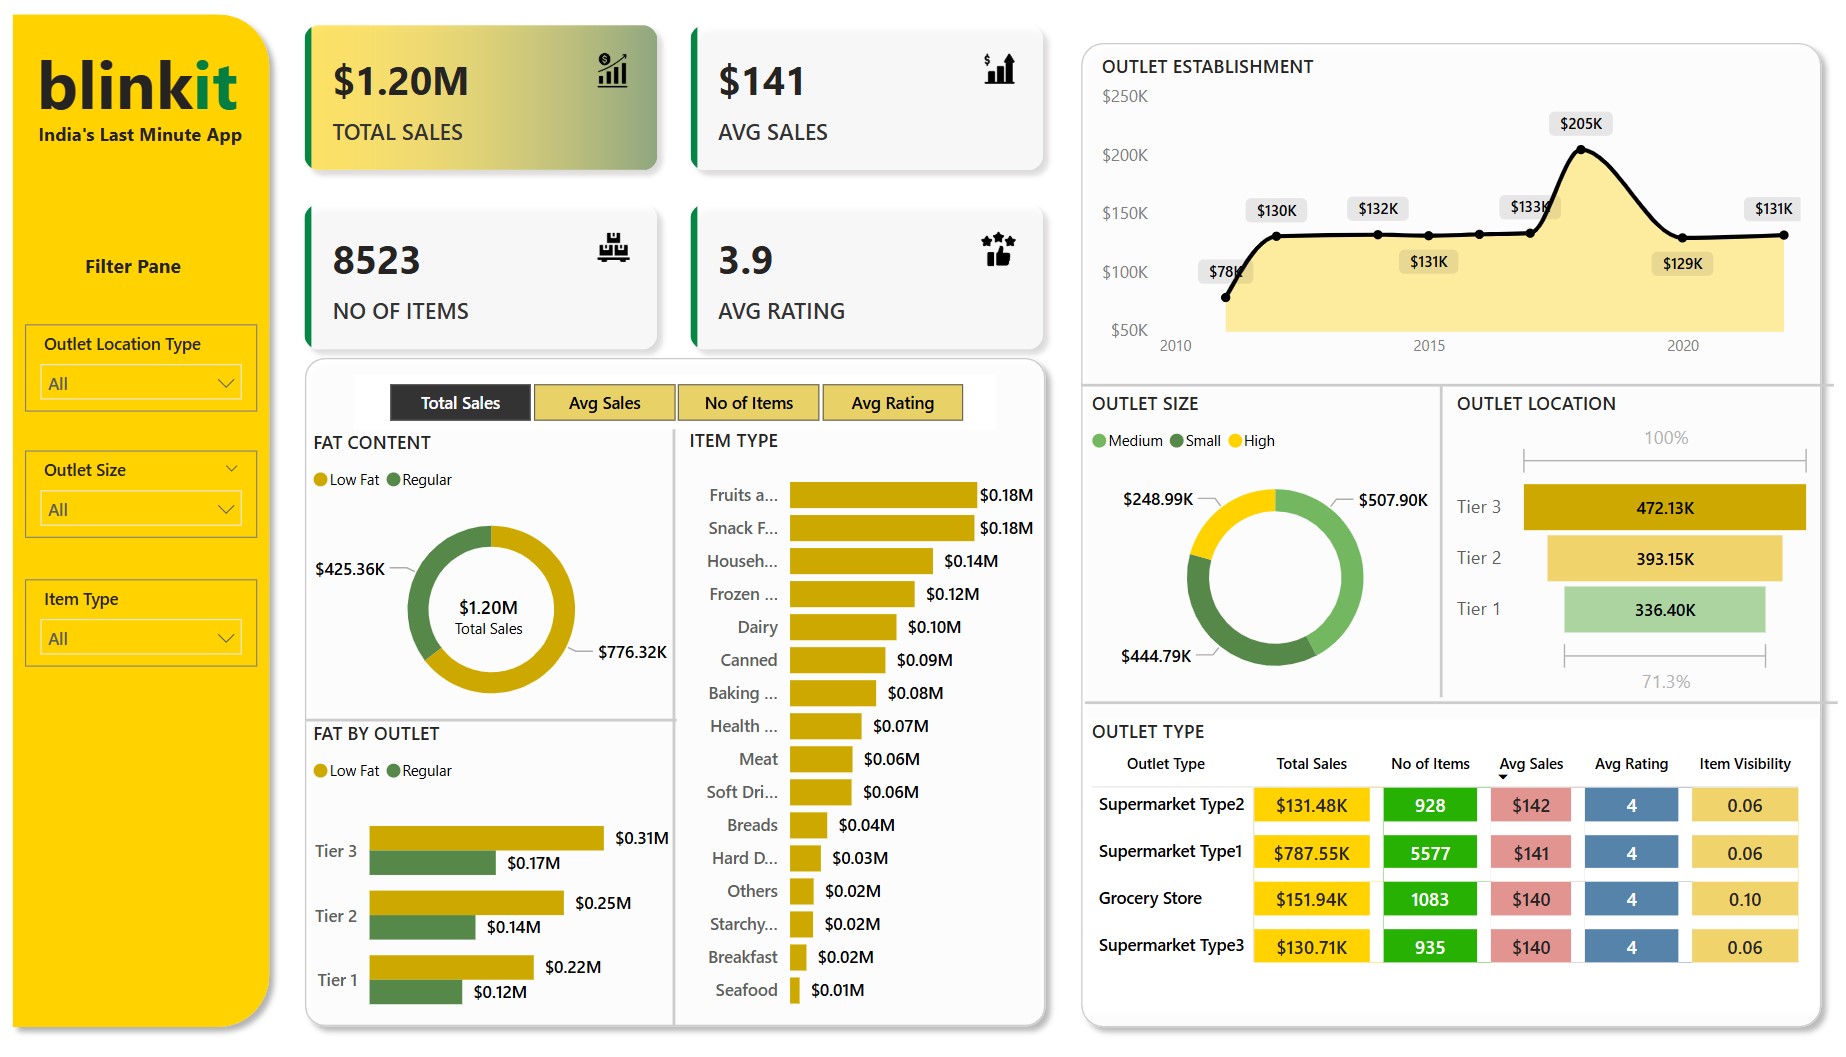 blinkit
India's Last Minute App
Filter Pane
Outlet Location Type
All
Outlet Size
All
Item Type
All
$1.20M
TOTAL SALES
$141
AVG SALES
8523
NO OF ITEMS
3.9
AVG RATING
Total Sales
Avg Sales
No of Items
Avg Rating
FAT CONTENT
Low Fat Regular
$425.36K
$1.20M
Total Sales
$776.32K
FAT BY OUTLET
Low Fat Regular
Tier 3
$0.31M
$0.17M
Tier 2
$0.25M
$0.14M
Tier 1
$0.22M
$0.12M
ITEM TYPE
Fruits a... $0.18M
Snack F... $0.18M
Househ... $0.14M
Frozen ... $0.12M
Dairy $0.10M
Canned $0.09M
Baking ... $0.08M
Health ... $0.07M
Meat $0.06M
Soft Dri... $0.06M
Breads $0.04M
Hard D... $0.03M
Others $0.02M
Starchy... $0.02M
Breakfast $0.02M
Seafood $0.01M
OUTLET ESTABLISHMENT
$250K
$200K
$150K
$100K
$50K
$78K
$130K
$132K
$131K
$133K
$205K
$129K
$131K
2010 2015 2020
OUTLET SIZE
Medium Small High
$248.99K
$507.90K
$444.79K
OUTLET LOCATION
100%
Tier 3 472.13K
Tier 2 393.15K
Tier 1 336.40K
71.3%
OUTLET TYPE
Outlet Type Total Sales No of Items Avg Sales Avg Rating Item Visibility
Supermarket Type2 $131.48K 928 $142 4 0.06
Supermarket Type1 $787.55K 5577 $141 4 0.06
Grocery Store $151.94K 1083 $140 4 0.10
Supermarket Type3 $130.71K 935 $140 4 0.06